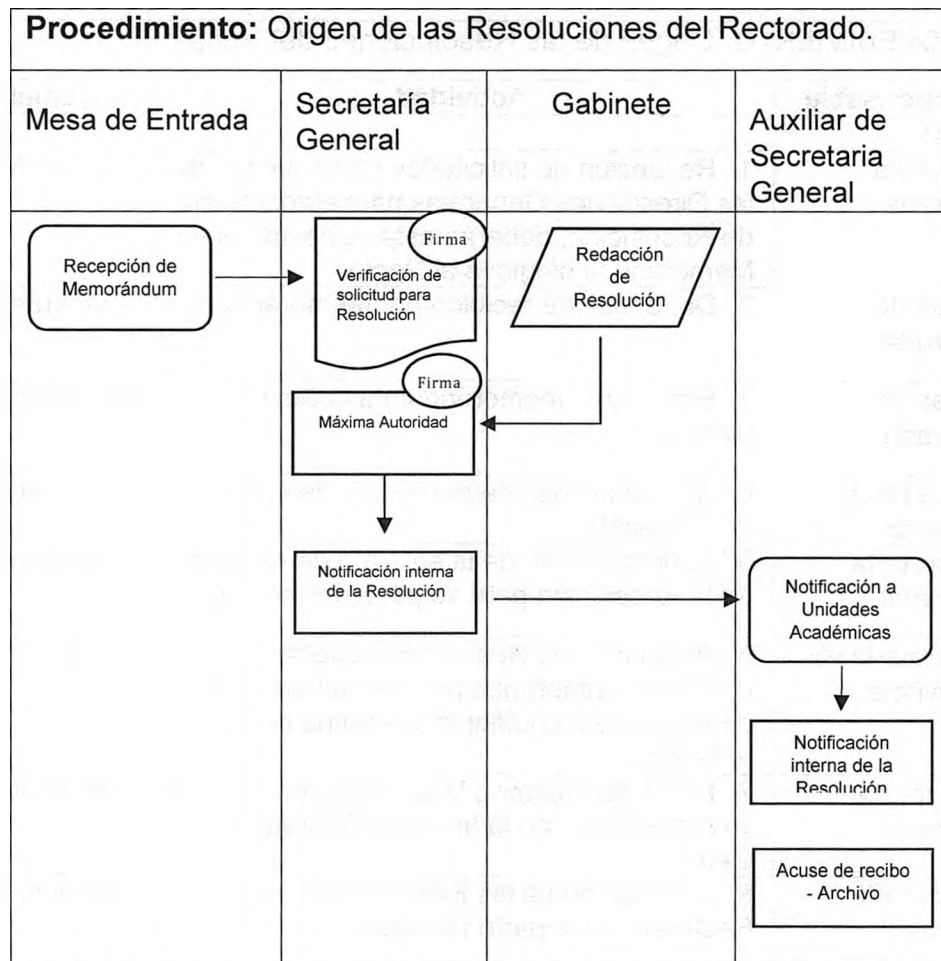 Procedimiento: Origen de las Resoluciones del Rectorado.
Mesa de Entrada
Secretaria
General
Gabinete
Auxiliar de
Secretaria
General
Recepción de
Memorándum
Firma
Verificación de
solicitud para
Resolución
Redacción
de
Resolución
Firma
Máxima Autoridad
Notificación interna
de la Resolución
Notificación a
Unidades
Académicas
Notificación
interna de la
Resolución
Acuse de recibo
- Archivo